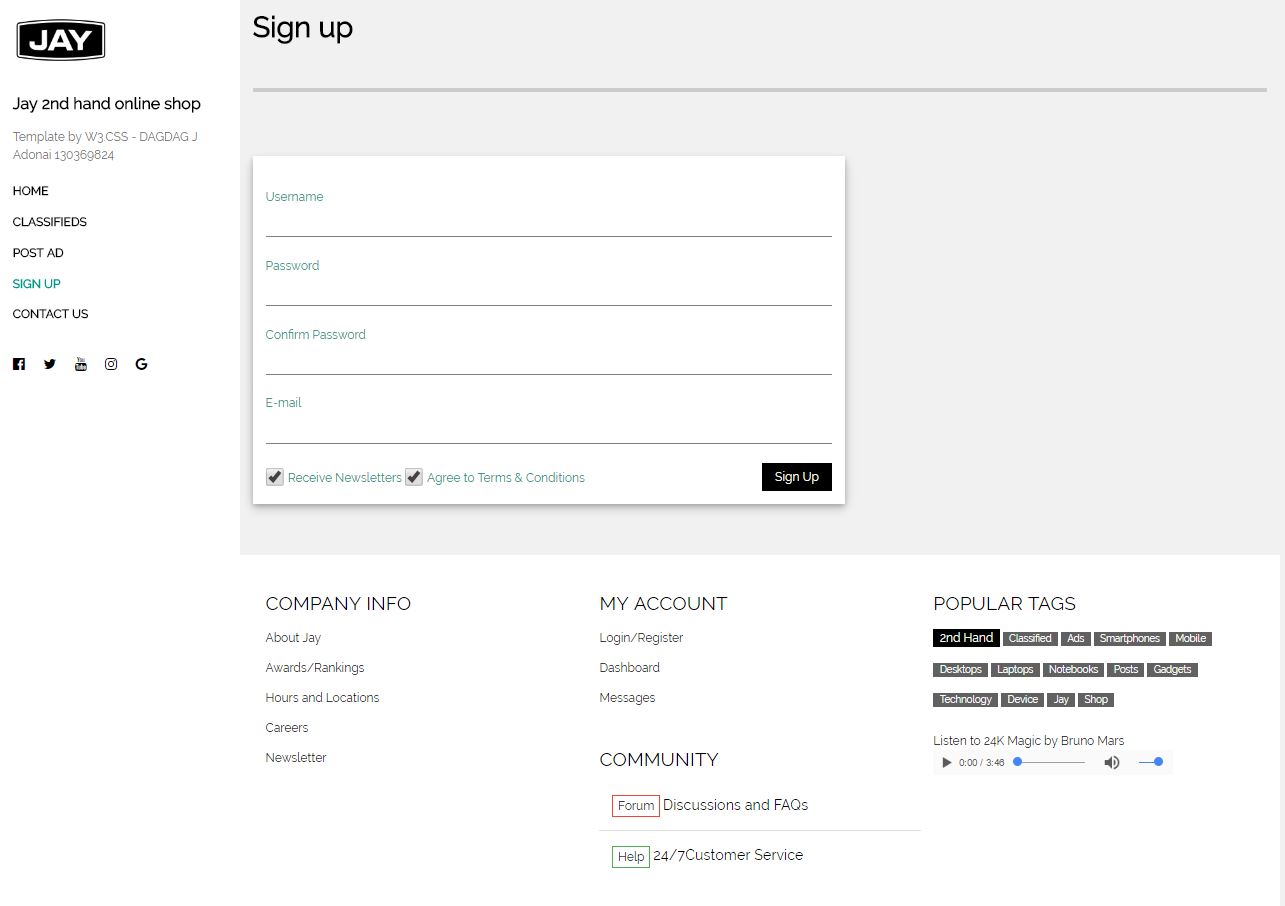 JAY
Jay 2nd hand online shop
Template by W3.CSS - DAGDAG J
Adonai 130369824
HOME
CLASSIFIEDS
POST AD
SIGN UP
CONTACT US
Sign up
Username
Password
Confirm Password
E-mail
Receive Newsletters Agree to Terms & Conditions
Sign Up
COMPANY INFO
About Jay
Awards/Rankings
Hours and Locations
Careers
Newsletter
MY ACCOUNT
Login/Register
Dashboard
Messages
COMMUNITY
Forum Discussions and FAQs
Help 24/7Customer Service
POPULAR TAGS
2nd Hand Classified Ads Smartphones Mobile
Desktops Laptops Notebooks Posts Gadgets
Technology Device Jay Shop
Listen to 24K Magic by Bruno Mars
0:00 / 3:46